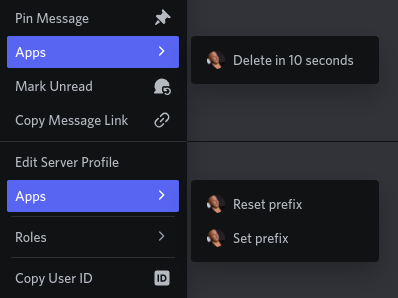 Pin Message
Apps
Delete in 10 seconds
Mark Unread
Copy Message Link
Edit Server Profile
Apps
Reset prefix
Set prefix
Roles
Copy User ID
ID